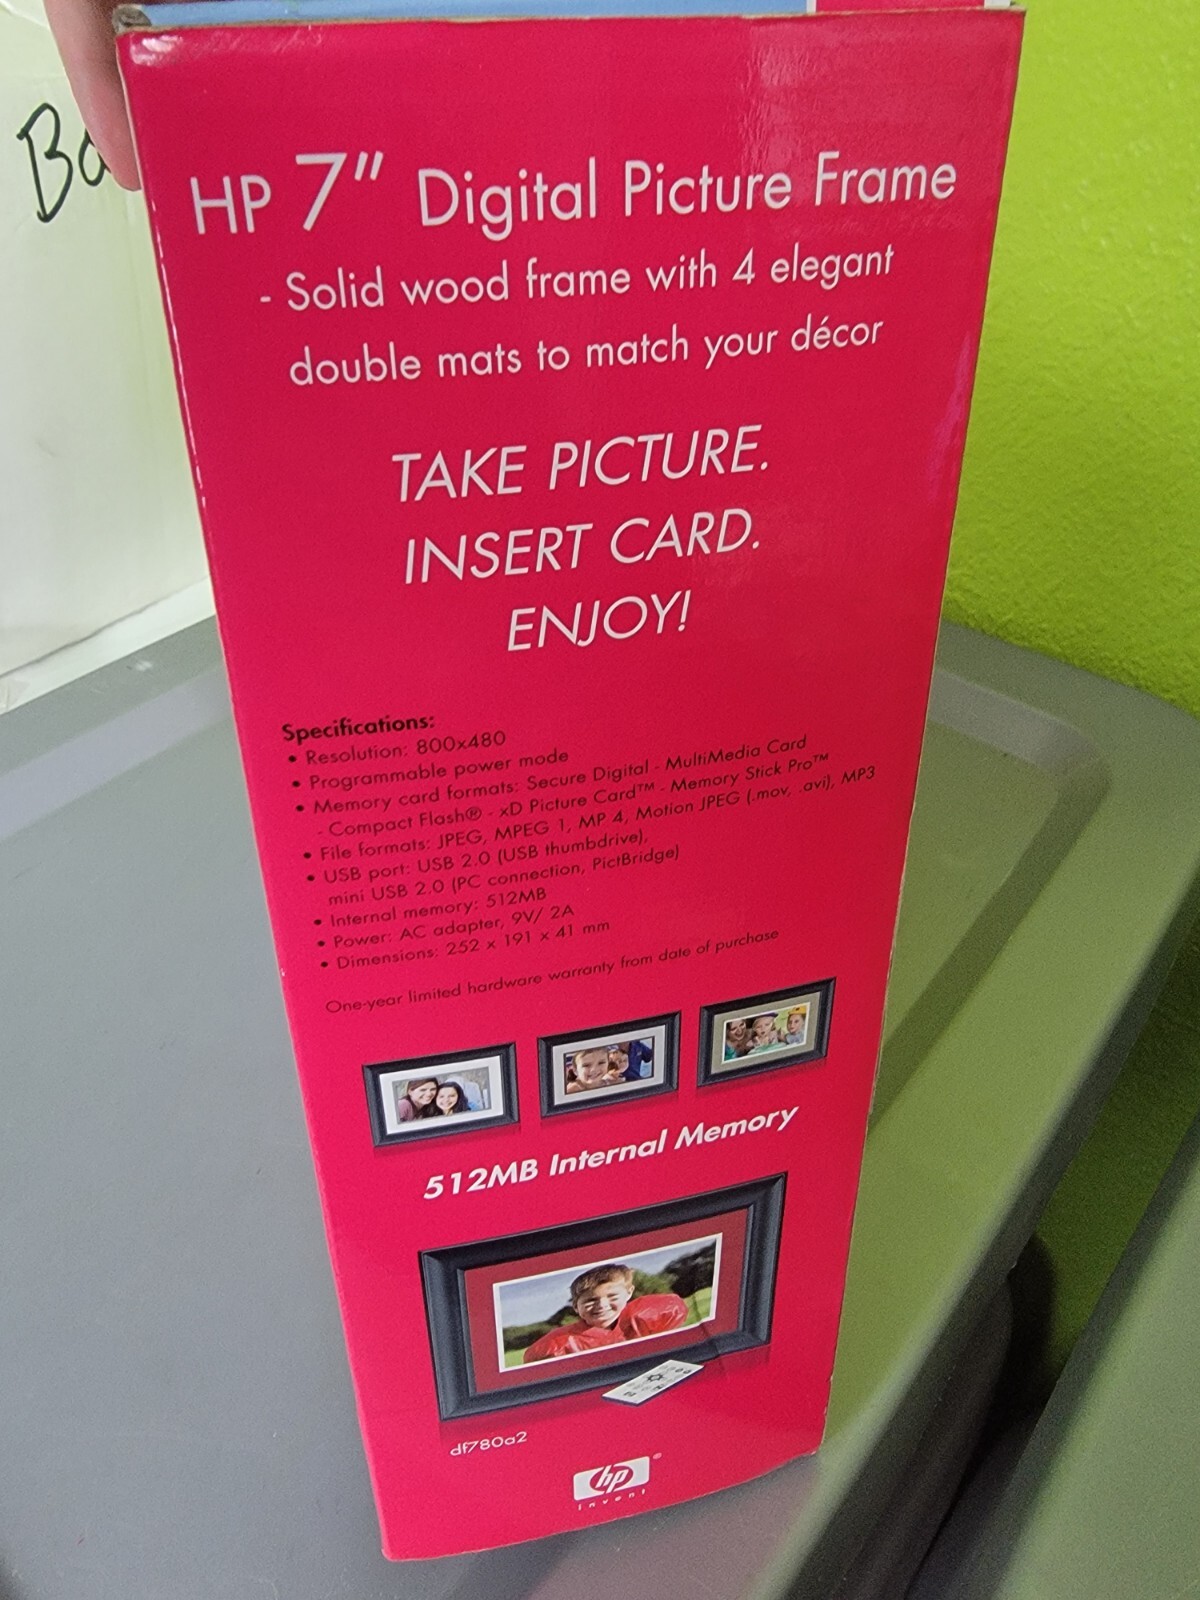 Ba
HP 7" Digital Picture Frame
- Solid wood frame with 4 elegant
double mats to match your décor
TAKE PICTURE.
INSERT CARD.
ENJOY!
Specifications:
• Resolution: 800x480
• Programmable power mode
• Memory card formats: Secure Digital - MultiMedia Card
- Compact Flash® - xD Picture Card™ - Memory Stick Pro™
• File formats: JPEG, MPEG 1, MP 4, Motion JPEG (.mov, .avi), MP3
• USB port: USB 2.0 (USB thumbdrive),
mini USB 2.0 (PC connection, PictBridge)
• Internal memory: 512MB
• Power: AC adapter, 9V/ 2A
• Dimensions: 252 x 191 x 41 mm
One-year limited hardware warranty from date of purchase
512MB Internal Memory
df780a2
hp®
invent